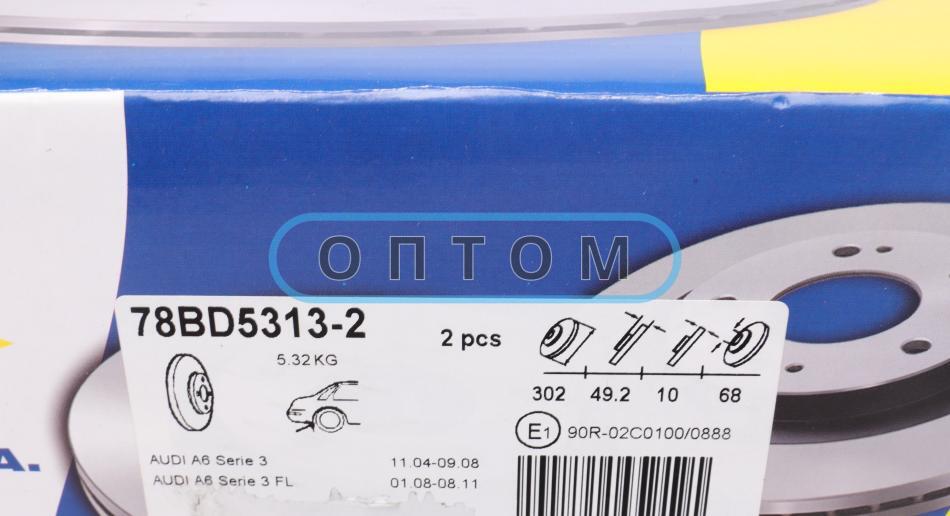 ОПТОМ
78BD5313-2
2 pcs
5.32 KG
302 49.2 10 68
E1 90R-02C0100/0888
A.
AUDI A6 Serie 3 11.04-09.08
AUDI A6 Serie 3 FL 01.08-08.11